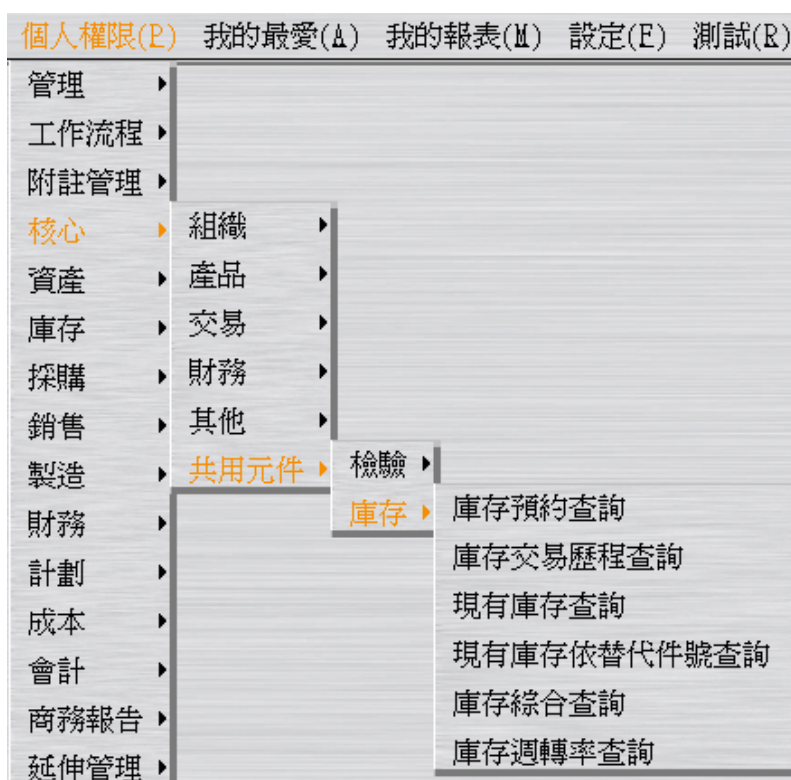 個人權限(P) 我的最愛(A) 我的報表(M) 設定(F) 測試(R)
管理
工作流程
附註管理
核心
資產
庫存
採購
銷售
製造
財務
計劃
成本
會計
商務報告
延伸管理
組織
產品
交易
財務
其他
共用元件
檢驗
庫存
庫存預約查詢
庫存交易歷程查詢
現有庫存查詢
現有庫存依替代件號查詢
庫存綜合查詢
庫存週轉率查詢